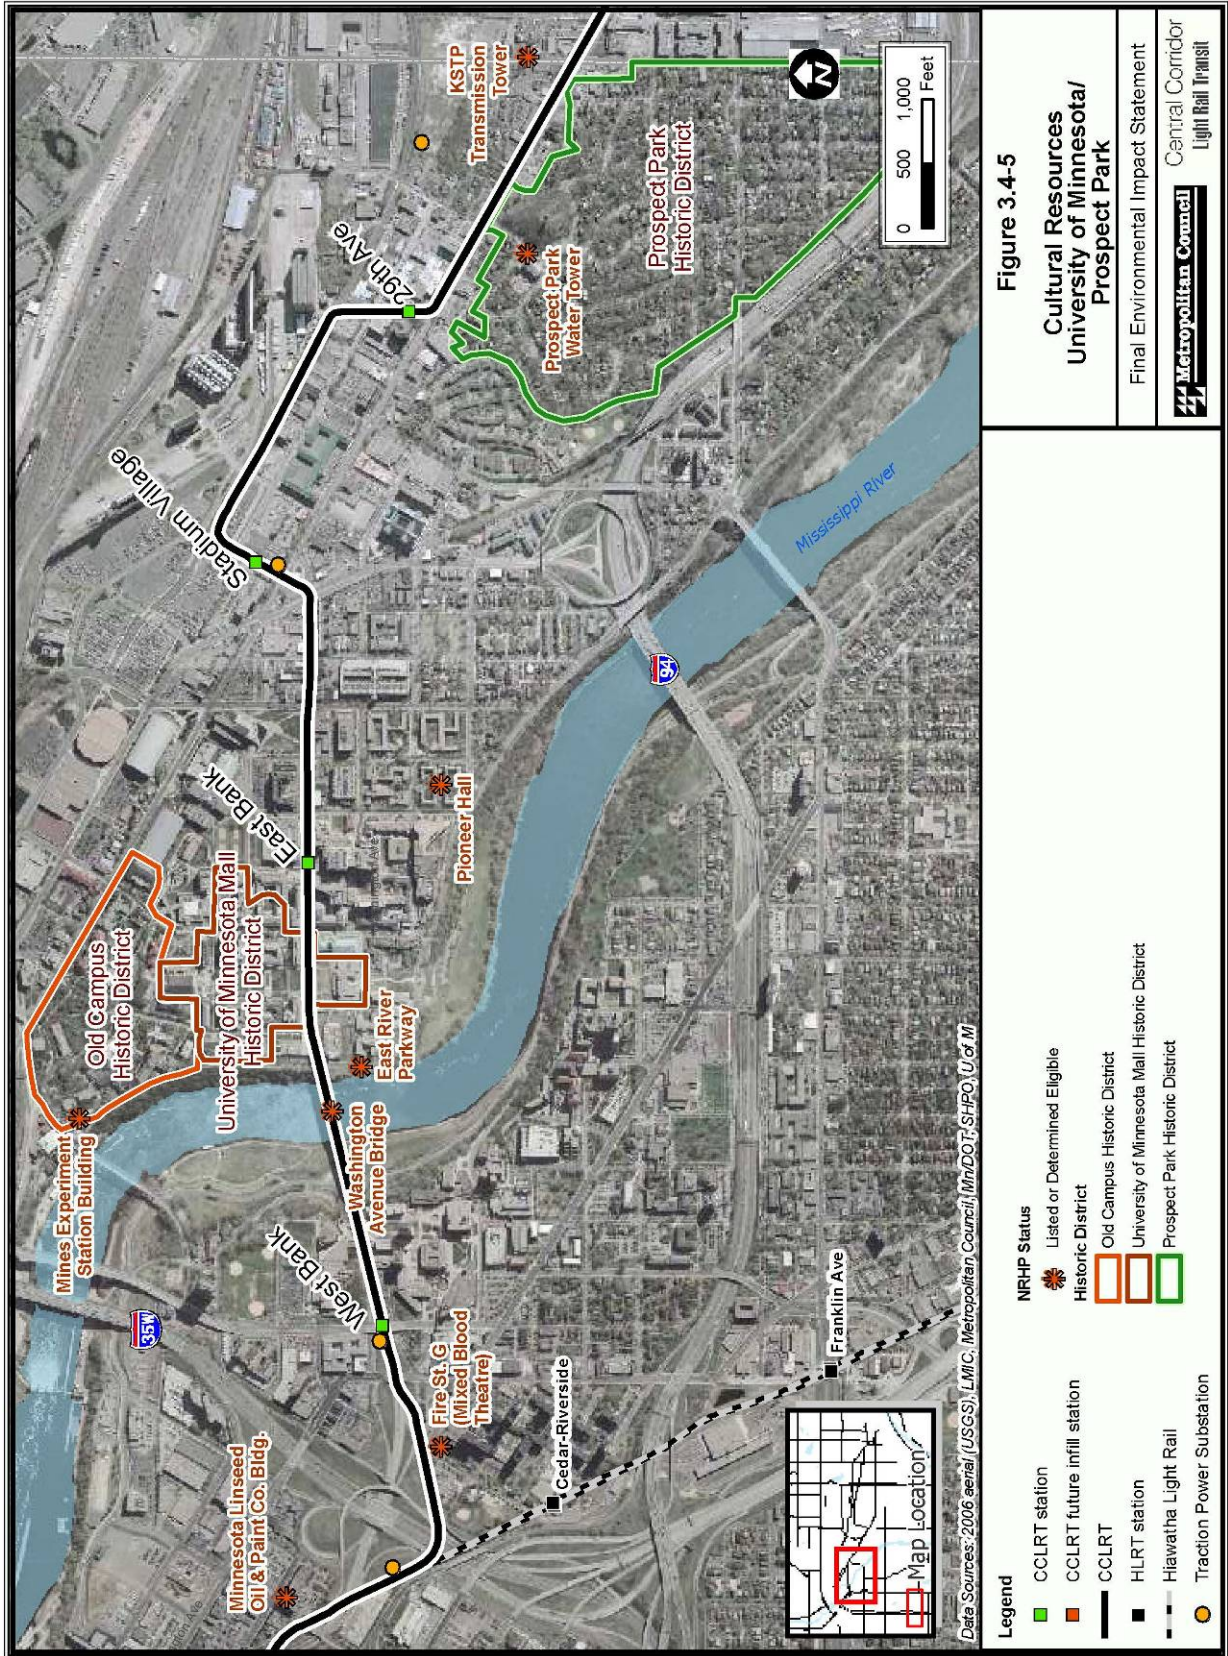 KSTP
Transmission
Tower
29th Ave
Stadium Village
East Bank
Old Campus
Historic District
University of Minnesota Mall
Historic District
Mines Experiment
Station Building
35W
Minnesota Linseed
Oil & Paint Co. Bldg.
West Bank
Washington
Avenue Bridge
East River
Parkway
Pioneer Hall
Fire St. G
(Mixed Blood
Theatre)
Cedar-Riverside
Franklin Ave
94
Mississippi River
Prospect Park
Water Tower
Prospect Park
Historic District
N
0 500 1,000
Feet
Map Location
Data Sources: 2006 aerial (USGS), LMIC, Metropolitan Council, Mn/DOT, SHPO, U of M
Legend
CCLRT station
CCLRT future infill station
CCLRT
HLRT station
Hiawatha Light Rail
Traction Power Substation
NRHP Status
Listed or Determined Eligible
Historic District
Old Campus Historic District
University of Minnesota Mall Historic District
Prospect Park Historic District
Figure 3.4-5
Cultural Resources
University of Minnesota/
Prospect Park
Final Environmental Impact Statement
Metropolitan Council
Central Corridor
Light Rail Transit